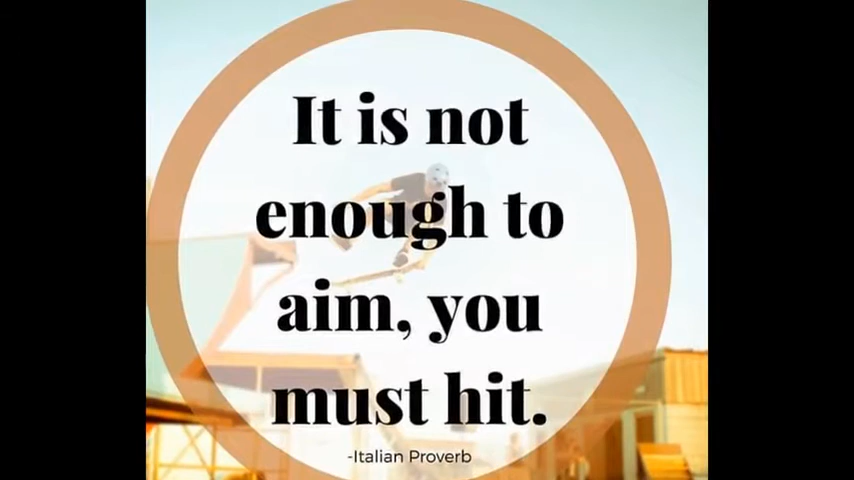 It is not
enough to
aim, you
must hit.
-Italian Proverb